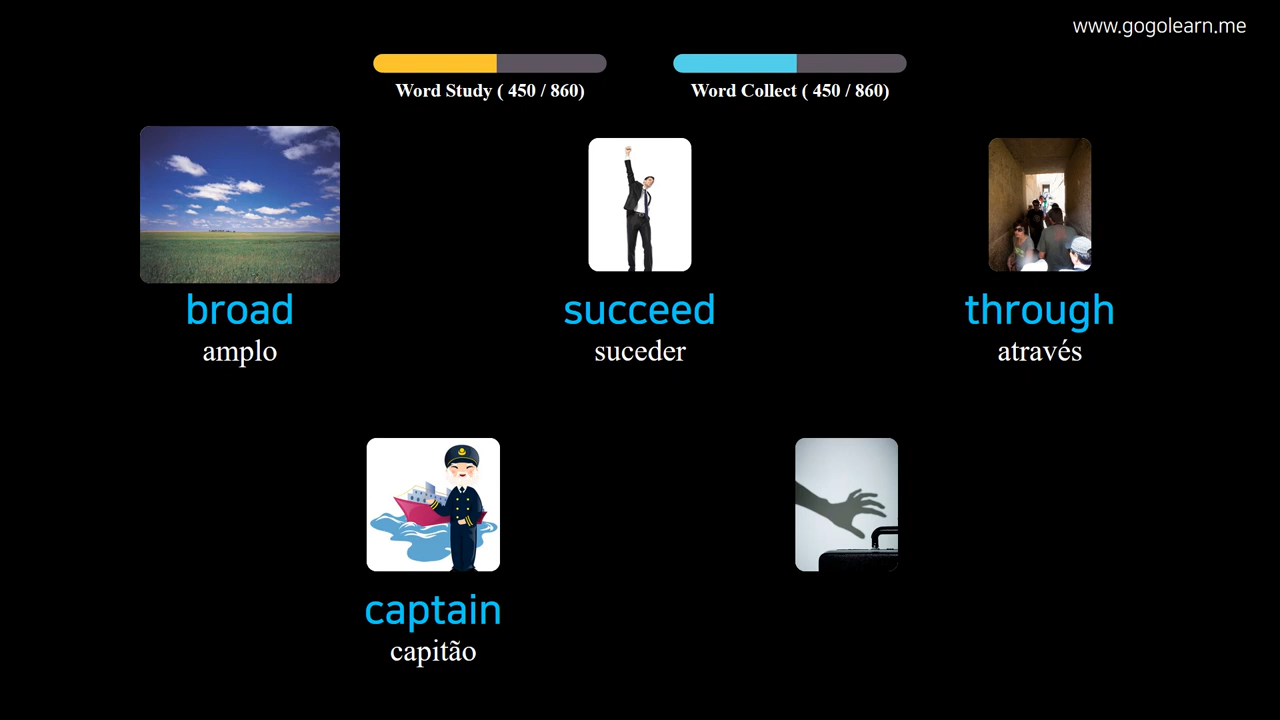 www.gogolearn.me
Word Study ( 450 / 860)
Word Collect ( 450 / 860)
broad
amplo
succeed
suceder
through
através
captain
capitão